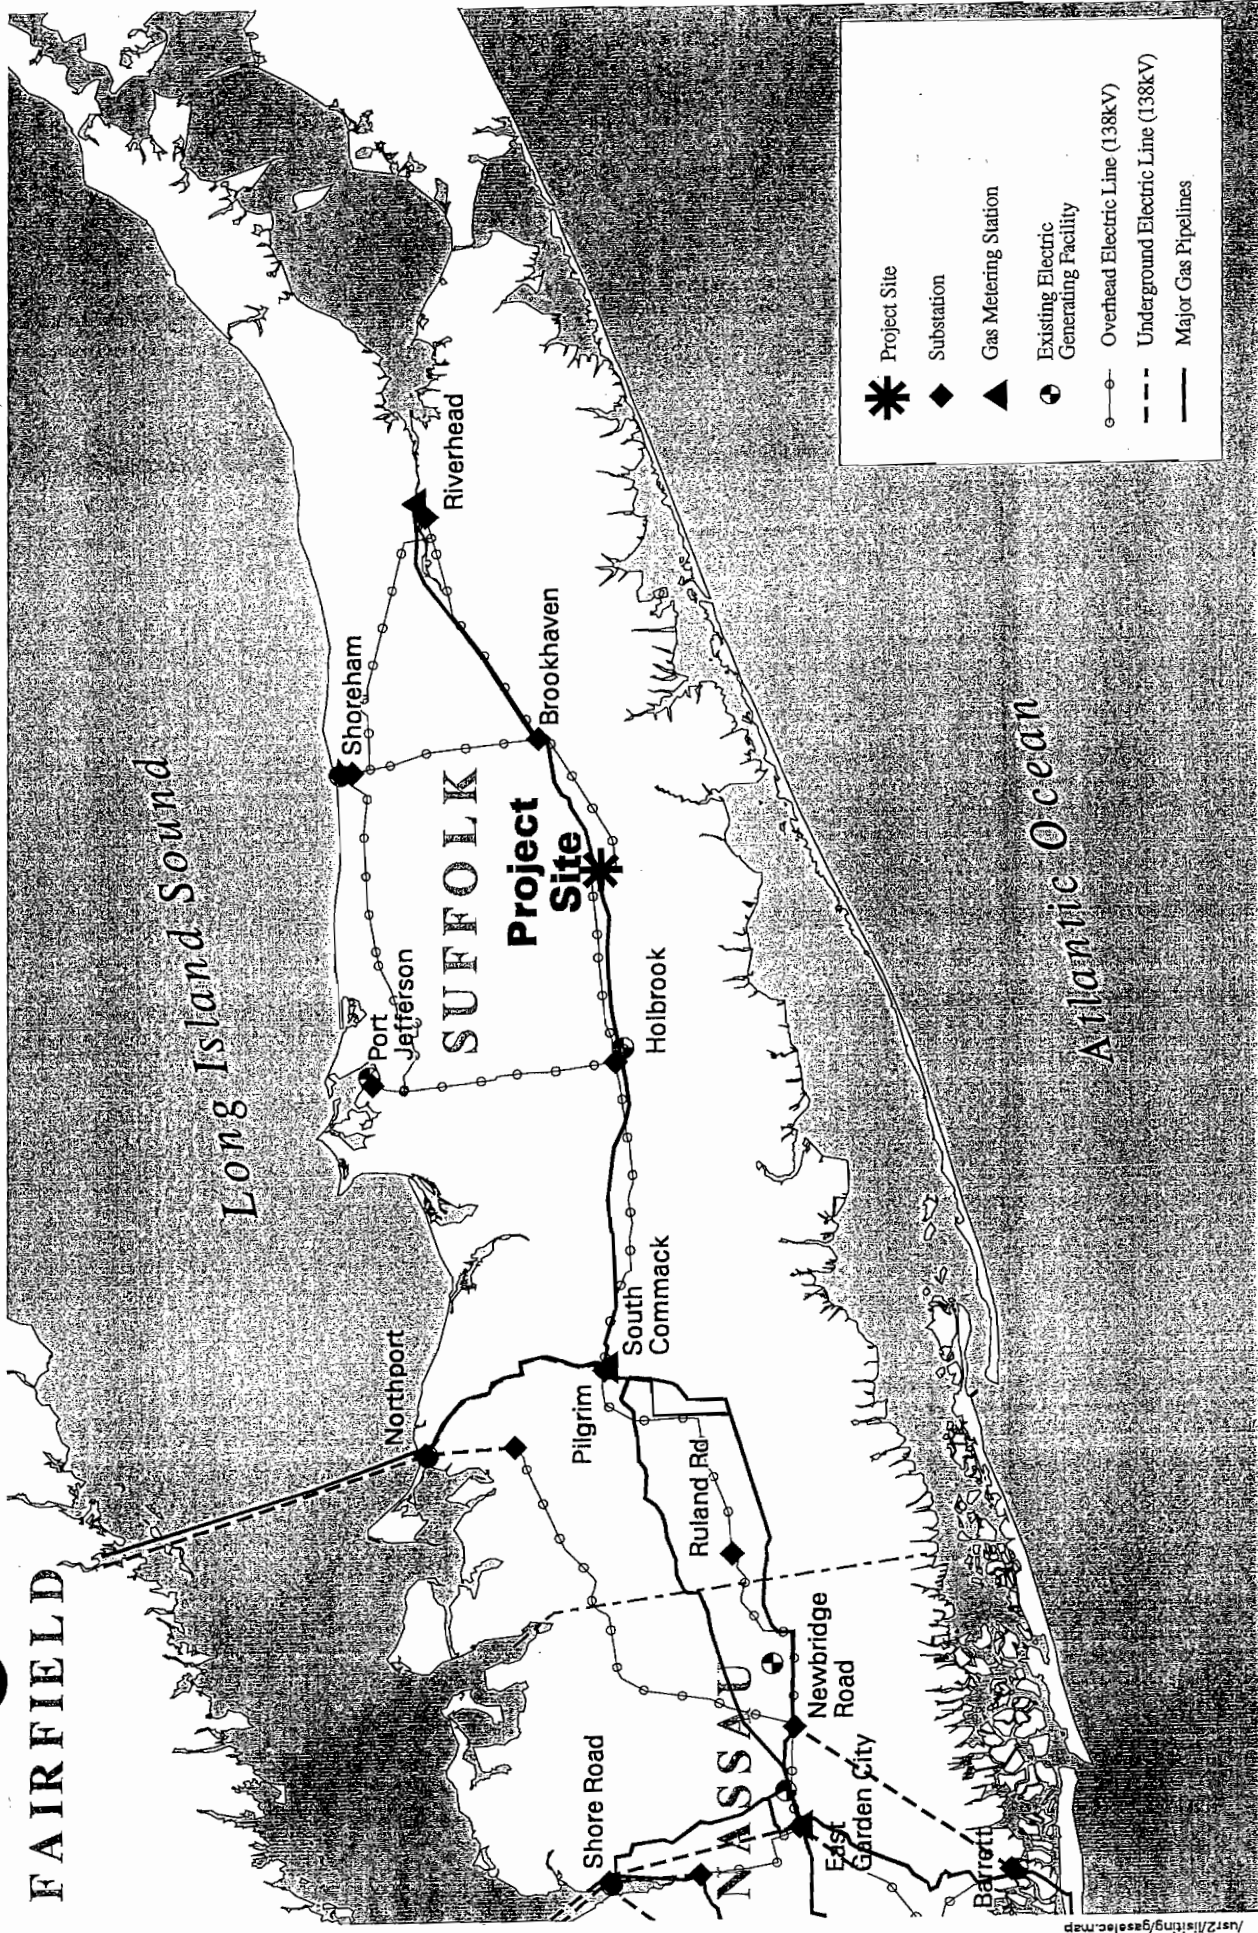 FAIRFIELD
Long Island Sound
Northport
Port
Jefferson
Shoreham
Riverhead
SUFFOLK
Project
Site
Brookhaven
Holbrook
South
Commack
Pilgrim
Ruland Rd
Shore Road
NASSAU
Newbridge
Road
East
Garden City
Barrett
Atlantic Ocean
Project Site
Substation
Gas Metering Station
Existing Electric
Generating Facility
Overhead Electric Line (138kV)
Underground Electric Line (138kV)
Major Gas Pipelines
/usr2/lisiting/gaselec.map